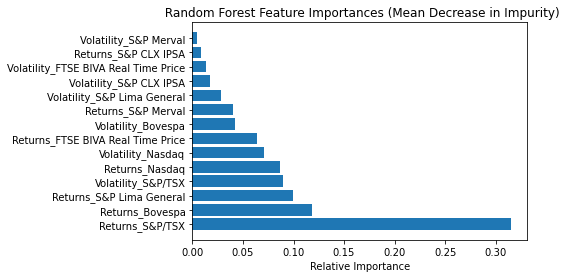 Random Forest Feature Importances (Mean Decrease in Impurity)
Volatility_S&P Merval
Returns_S&P CLX IPSA
Volatility_FTSE BIVA Real Time Price
Volatility_S&P CLX IPSA
Volatility_S&P Lima General
Returns_S&P Merval
Volatility_Bovespa
Returns_FTSE BIVA Real Time Price
Volatility_Nasdaq
Returns_Nasdaq
Volatility_S&P/TSX
Returns_S&P Lima General
Returns_Bovespa
Returns_S&P/TSX
0.00 0.05 0.10 0.15 0.20 0.25 0.30
Relative Importance